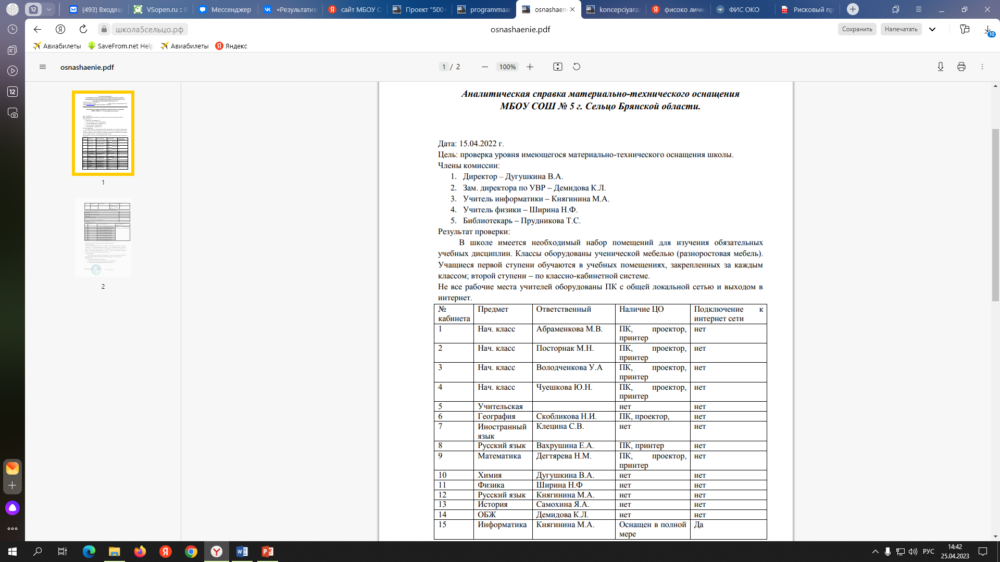 12
(493) Входящ
VSopen.ru :: В
Мессенджер
«Результатив
сайт МБОУ С
Проект "500+
programmaar
osnashaeni
koncepciyaraz
фисоко личн
ФИС ОКО
Рисковый пр
школа5сельцо.рф
osnashaenie.pdf
Сохранить
Напечатать
10
Авиабилеты
SaveFrom.net Help
Авиабилеты
Яндекс
osnashaenie.pdf
1 / 2
100%
12
1
2
Аналитическая справка материально-технического оснащения
МБОУ СОШ № 5 г. Сельцо Брянской области.
Дата: 15.04.2022 г.
Цель: проверка уровня имеющегося материально-технического оснащения школы.
Члены комиссии:
1. Директор – Дугушкина В.А.
2. Зам. директора по УВР – Демидова К.Л.
3. Учитель информатики – Княгинина М.А.
4. Учитель физики – Ширина Н.Ф.
5. Библиотекарь – Прудникова Т.С.
Результат проверки:
В школе имеется необходимый набор помещений для изучения обязательных
учебных дисциплин. Классы оборудованы ученической мебелью (разноростовая мебель).
Учащиеся первой ступени обучаются в учебных помещениях, закрепленных за каждым
классом; второй ступени – по классно-кабинетной системе.
Не все рабочие места учителей оборудованы ПК с общей локальной сетью и выходом в
интернет.
№ кабинета Предмет Ответственный Наличие ЦО Подключение к интернет сети
1 Нач. класс Абраменкова М.В. ПК, проектор, принтер нет
2 Нач. класс Посторнак М.Н. ПК, проектор, принтер нет
3 Нач. класс Володченкова У.А ПК, проектор, принтер нет
4 Нач. класс Чуешкова Ю.Н. ПК, проектор, принтер нет
5 Учительская нет нет
6 География Скобликова Н.И. ПК, проектор, нет
7 Иностранный язык Клецина С.В. нет нет
8 Русский язык Вахрушина Е.А. ПК, принтер нет
9 Математика Дегтярева Н.М. ПК, проектор, принтер нет
10 Химия Дугушкина В.А. нет нет
11 Физика Ширина Н.Ф нет нет
12 Русский язык Княгинина М.А. нет нет
13 История Самохина Я.А. нет нет
14 ОБЖ Демидова К.Л. нет нет
15 Информатика Княгинина М.А. Оснащен в полной мере Да
РУС
14:42
25.04.2023